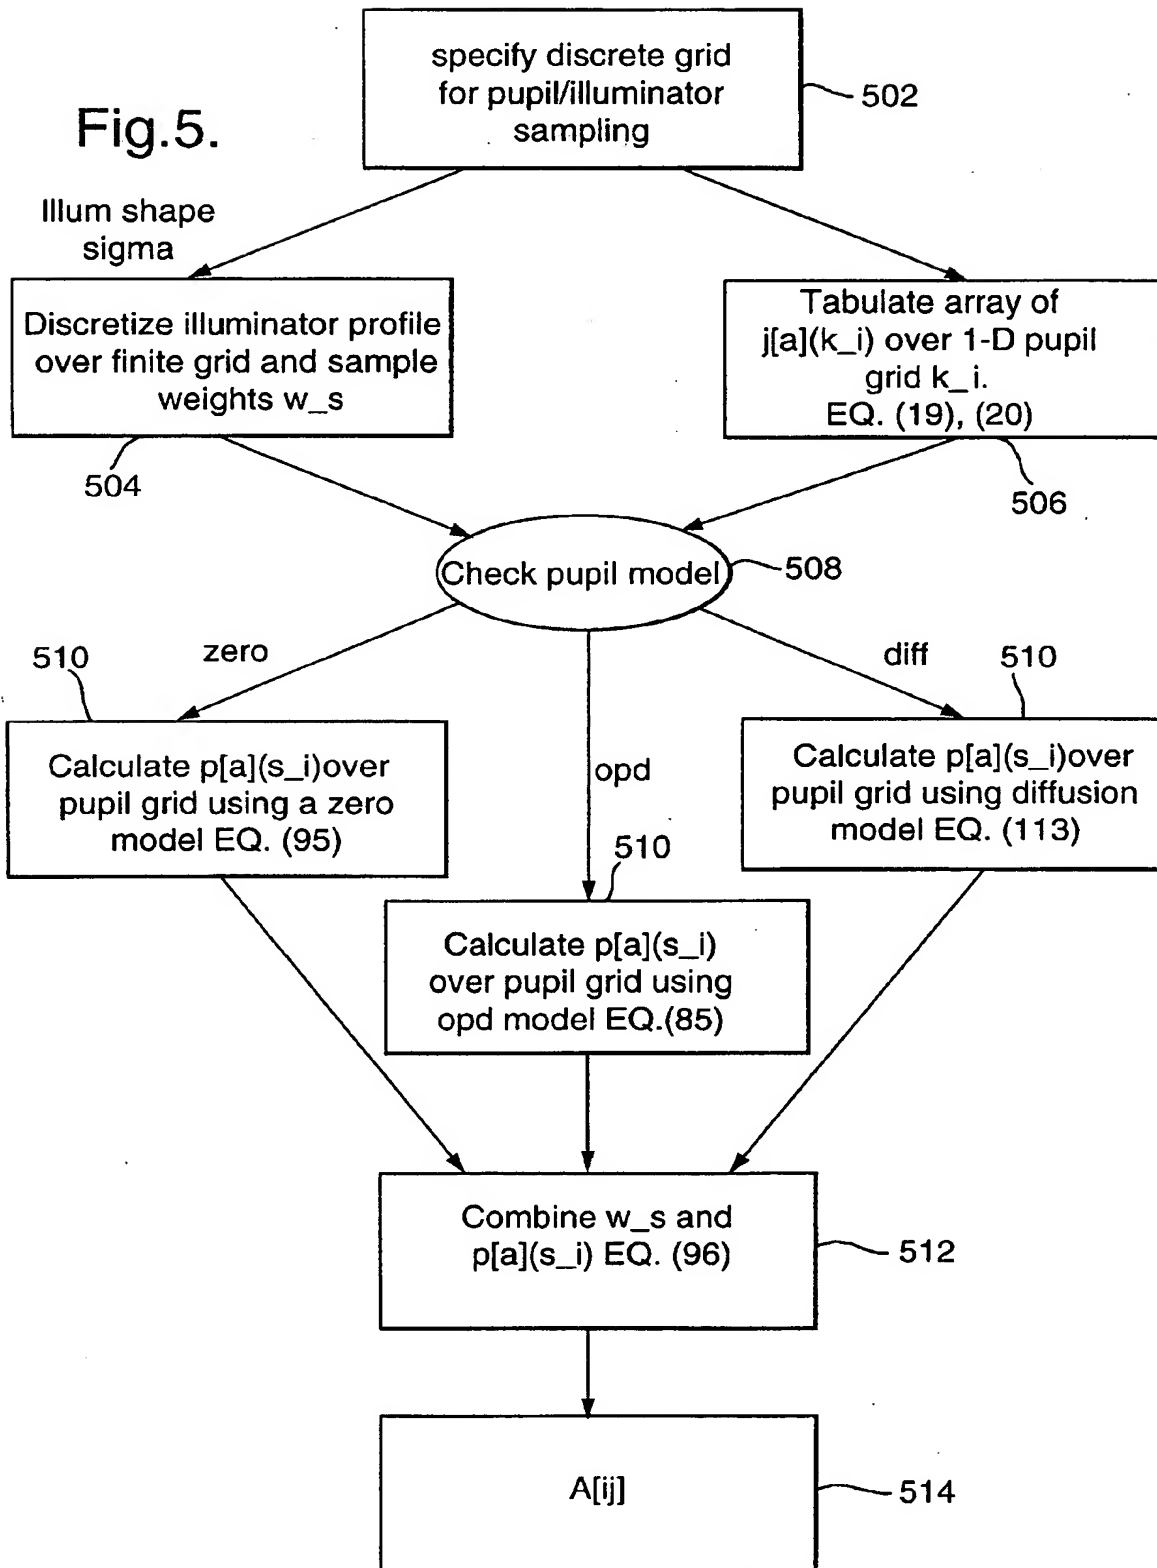 specify discrete grid
for pupil/illuminator
sampling
502
Fig.5.
Illum shape
sigma
Discretize illuminator profile
over finite grid and sample
weights w_s
504
Tabulate array of
j[a](k_i) over 1-D pupil
grid k_i.
EQ. (19), (20)
506
Check pupil model
508
zero
opd
diff
510
Calculate p[a](s_i)over
pupil grid using a zero
model EQ. (95)
510
Calculate p[a](s_i)
over pupil grid using
opd model EQ.(85)
510
Calculate p[a](s_i)over
pupil grid using diffusion
model EQ. (113)
Combine w_s and
p[a](s_i) EQ. (96)
512
A[ij]
514